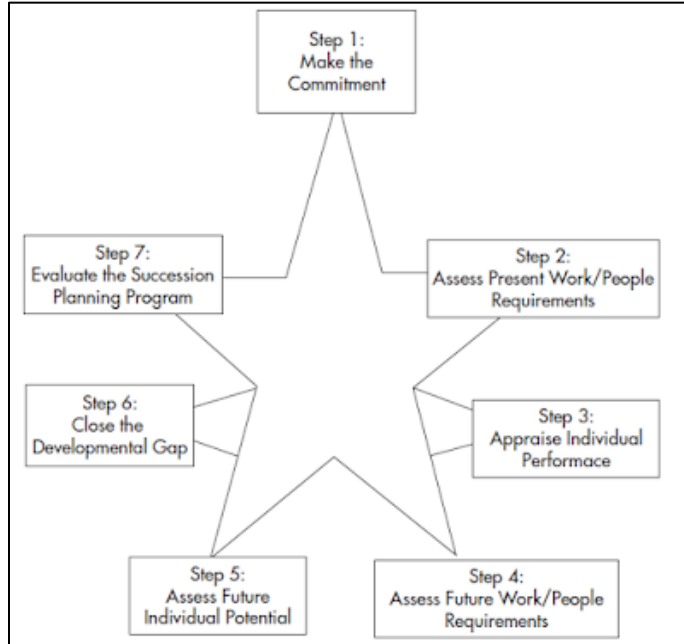 Step 1:
Make the
Commitment
Step 7:
Evaluate the Succession
Planning Program
Step 2:
Assess Present Work/People
Requirements
Step 6:
Close the
Developmental Gap
Step 3:
Appraise Individual
Performace
Step 5:
Assess Future
Individual Potential
Step 4:
Assess Future Work/People
Requirements